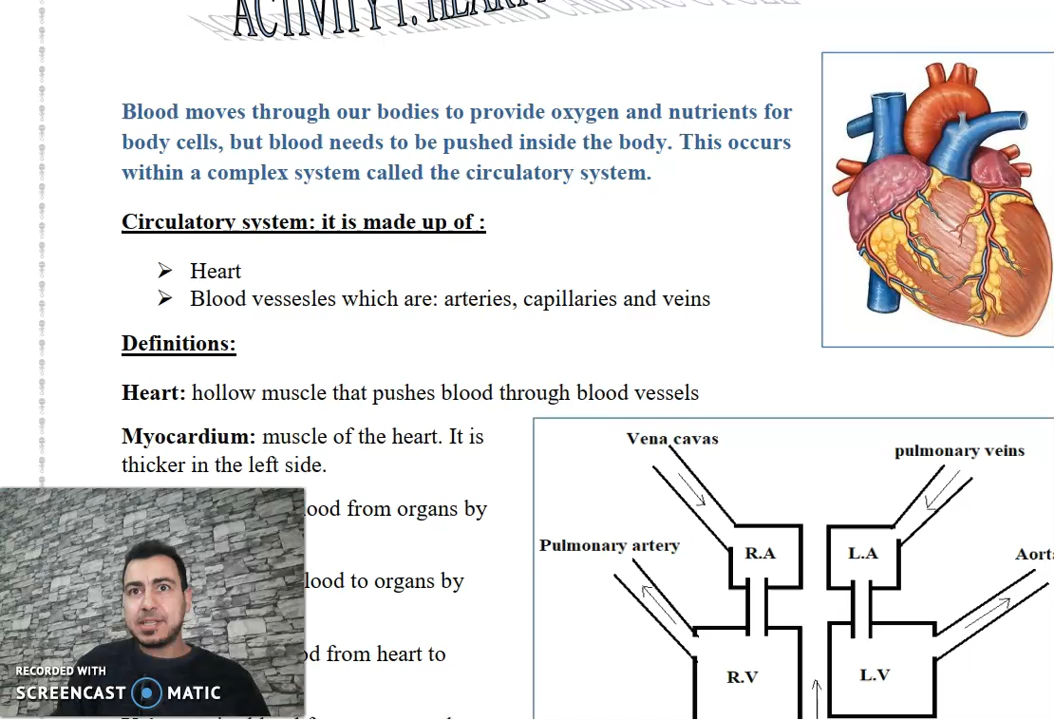 ACTIVITY 1: HEART
Blood moves through our bodies to provide oxygen and nutrients for
body cells, but blood needs to be pushed inside the body. This occurs
within a complex system called the circulatory system.
Circulatory system: it is made up of :
Heart
Blood vessesles which are: arteries, capillaries and veins
Definitions:
Heart: hollow muscle that pushes blood through blood vessels
Myocardium: muscle of the heart. It is
thicker in the left side.
ood from organs by
lood to organs by
d from heart to
Vena cavas
pulmonary veins
Pulmonary artery
Aort
R.A
L.A
R.V
L.V
RECORDED WITH
SCREENCAST MATIC